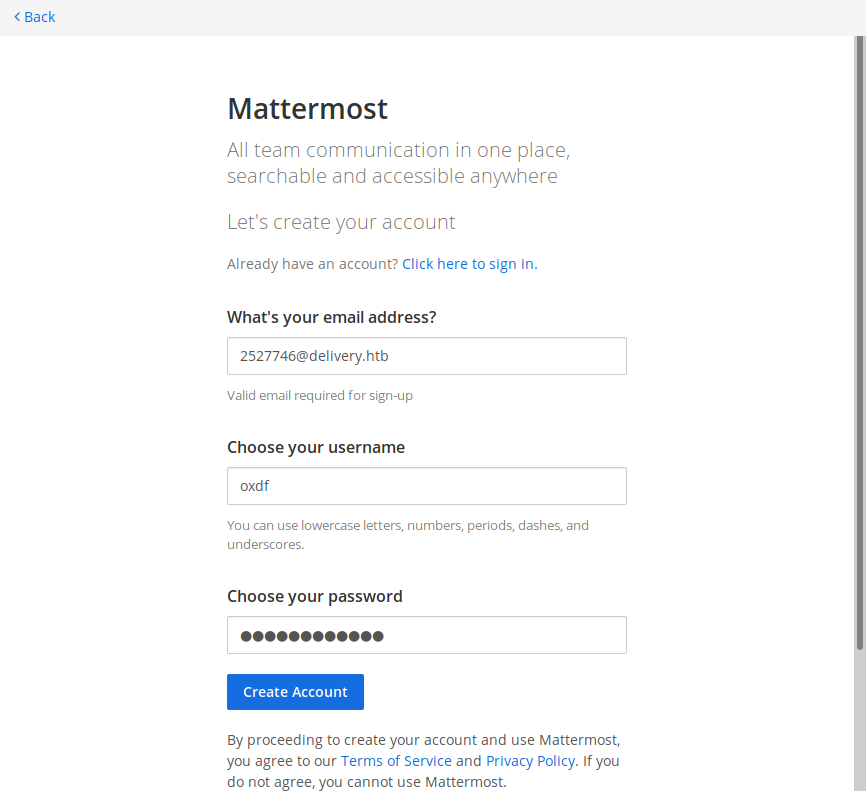 Back
Mattermost
All team communication in one place,
searchable and accessible anywhere
Let's create your account
Already have an account? Click here to sign in.
What's your email address?
2527746@delivery.htb
Valid email required for sign-up
Choose your username
oxdf
You can use lowercase letters, numbers, periods, dashes, and
underscores.
Choose your password
●●●●●●●●●●●●
Create Account
By proceeding to create your account and use Mattermost,
you agree to our Terms of Service and Privacy Policy. If you
do not agree, you cannot use Mattermost.